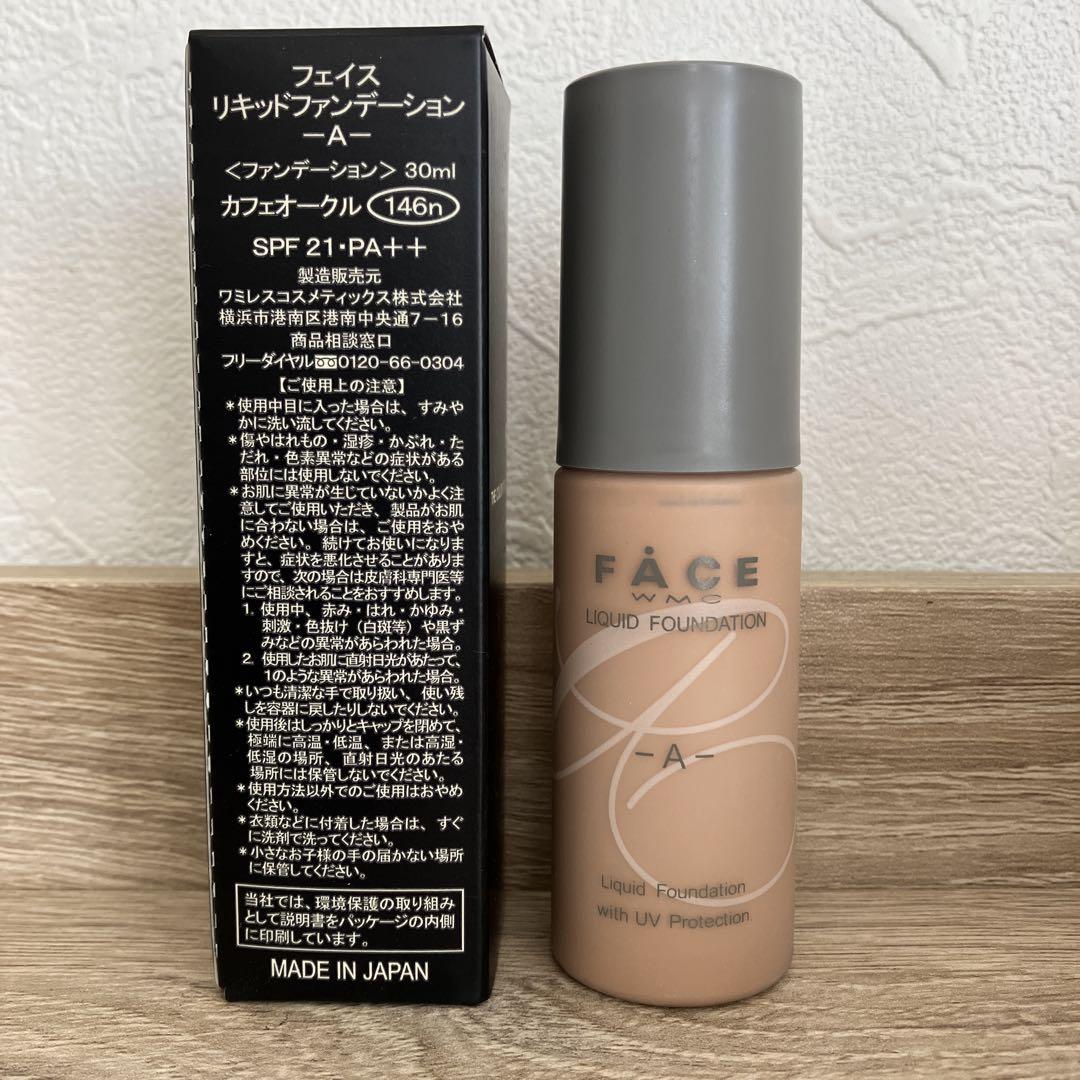 フェイス
リキッドファンデーション
－A－
＜ファンデーション＞ 30ml
カフェオークル 146n
SPF 21・PA＋＋
製造販売元
ワミレスコスメティックス株式会社
横浜市港南区港南中央通7－16
商品相談窓口
フリーダイヤル 0120-66-0304
【ご使用上の注意】
＊使用中目に入った場合は、すみや
かに洗い流してください。
＊傷やはれもの・湿疹・かぶれ・た
だれ・色素異常などの症状がある
部位には使用しないでください。
＊お肌に異常が生じていないかよく注
意してご使用いただき、製品がお肌
に合わない場合は、ご使用をおや
めください。続けてお使いになりま
すと、症状を悪化させることがありま
すので、次の場合は皮膚科専門医等
にご相談されることをおすすめします。
1. 使用中、赤み・はれ・かゆみ・
刺激・色抜け（白斑等）や黒ず
みなどの異常があらわれた場合。
2. 使用したお肌に直射日光があたって、
1のような異常があらわれた場合。
＊いつも清潔な手で取り扱い、使い残
しを容器に戻したりしないでください。
＊使用後はしっかりとキャップを閉めて、
極端に高温・低温、または高湿・
低湿の場所、直射日光のあたる
場所には保管しないでください。
＊使用方法以外でのご使用はおやめ
ください。
＊衣類などに付着した場合は、すぐ
に洗剤で洗ってください。
＊小さなお子様の手の届かない場所
に保管してください。
当社では、環境保護の取り組み
として説明書をパッケージの内側
に印刷しています。
MADE IN JAPAN
FACE
WMC
LIQUID FOUNDATION
－A－
Liquid Foundation
with UV Protection